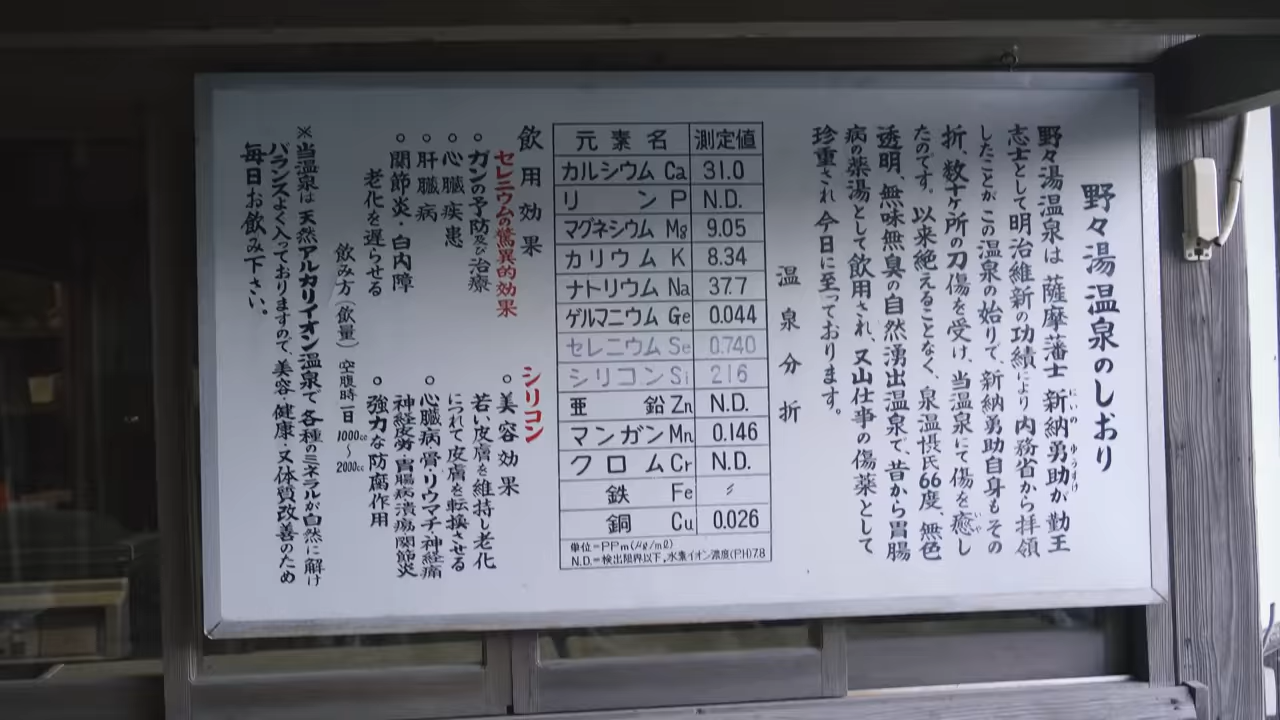 野々湯温泉のしおり
野々湯温泉は 薩摩藩士 新納勇助が、勤王
にいの ゆうすけ
志士として明治維新の功績により 内務省から拝領
したことが この温泉の始りで、新納勇助自身もその
折、数ヶ所の刀傷を受け、当温泉にて傷を癒し
いや
たのです。以来絶えることなく、泉温摂氏66度、無色
透明、無味無臭の自然湧出温泉で、昔から胃腸
病の薬湯として飲用され、又山仕事の傷薬として
珍重され 今日に至っております。
温泉分折
元素名 測定値
カルシウム Ca 31.0
リン P N.D.
マグネシウム Mg 9.05
カリウム K 8.34
ナトリウム Na 37.7
ゲルマニウム Ge 0.044
セレニウム Se 0.740
シリコン Si 216
亜鉛 Zn N.D.
マンガン Mn 0.146
クロム Cr N.D.
鉄 Fe 〃
銅 Cu 0.026
単位=PPm(μg/ml)
N.D.=検出限界以下,水素イオン濃度(P.H)7.8
飲用効果
セレニウムの驚異的効果
○ガンの予防及び治療
○心臓疾患
○肝臓病
○関節炎・白内障
老化を遅らせる
シリコン
○美容効果
若い皮膚を維持し老化
につれて皮膚を転換させる
○心臓病・骨・リウマチ神経痛
神経疲労 胃腸病 潰瘍 関節炎
○強力な防腐作用
飲み方(飲量) 空腹時一日 1000cc～2000cc
※当温泉は 天然アルカリイオン温泉で 各種のミネラルが自然に解け
バランスよく入っておりますので、美容 健康・又体質改善のため
毎日お飲み下さい。